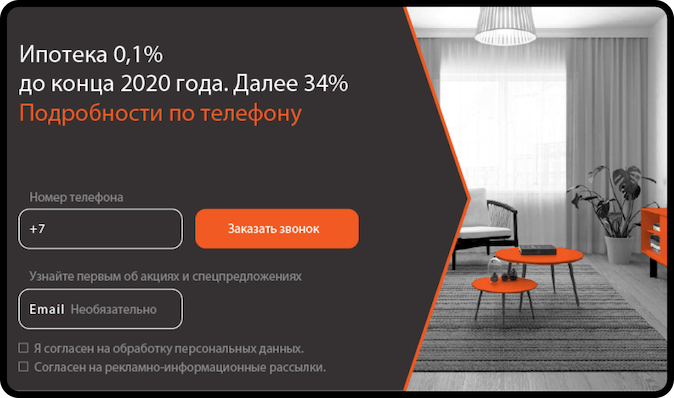 Ипотека 0,1%
до конца 2020 года. Далее 34%
Подробности по телефону
Номер телефона
+7 Заказать звонок
Узнайте первым об акциях и спецпредложениях
Email Необязательно
Я согласен на обработку персональных данных.
Согласен на рекламно-информационные рассылки.